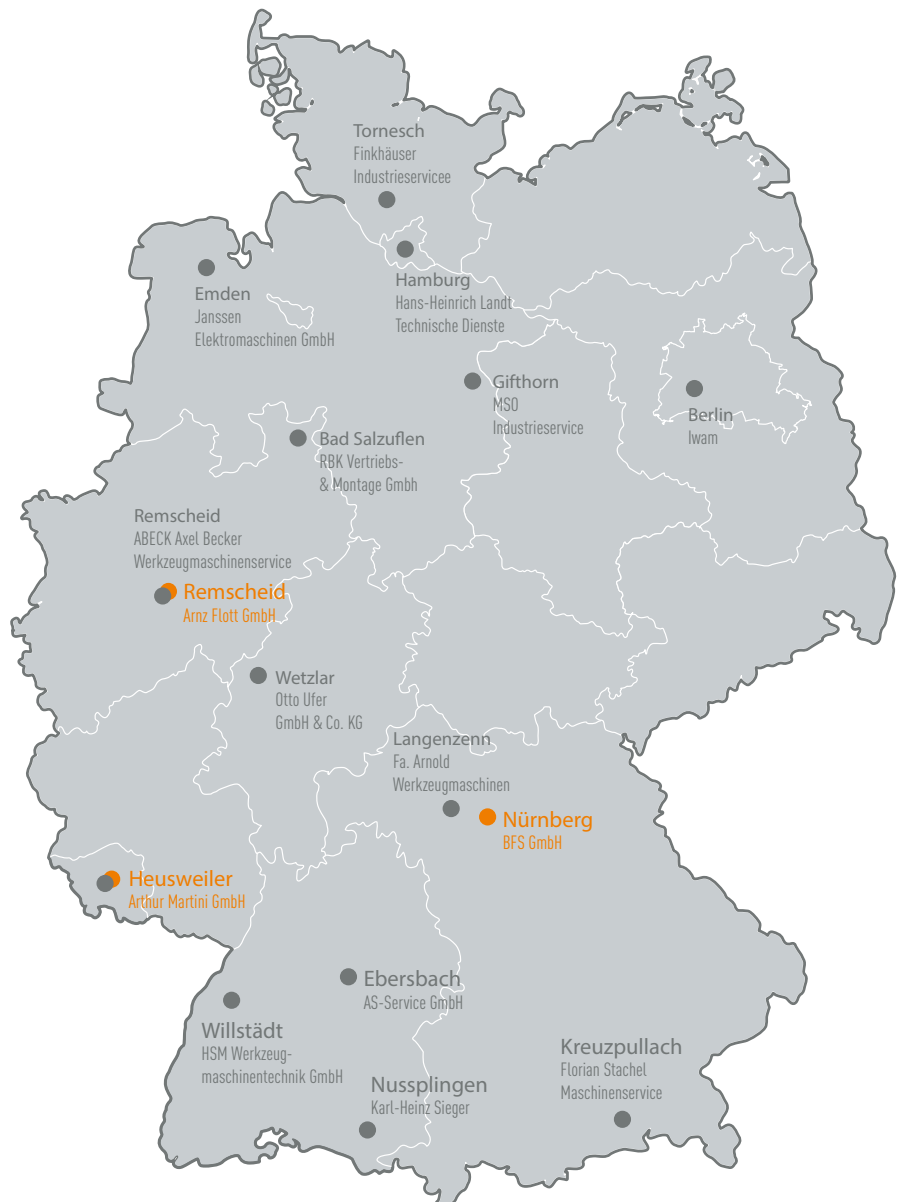 Tornesch
Finkhäuser
Industrieservicee
Emden
Janssen
Elektromaschinen GmbH
Hamburg
Hans-Heinrich Landt
Technische Dienste
Gifthorn
MSO
Industrieservice
Berlin
Iwam
Bad Salzuflen
RBK Vertriebs-
& Montage Gmbh
Remscheid
ABECK Axel Becker
Werkzeugmaschinenservice
Remscheid
Arnz Flott GmbH
Wetzlar
Otto Ufer
GmbH & Co. KG
Langenzenn
Fa. Arnold
Werkzeugmaschinen
Nürnberg
BFS GmbH
Heusweiler
Arthur Martini GmbH
Ebersbach
AS-Service GmbH
Willstädt
HSM Werkzeug-
maschinentechnik GmbH
Kreuzpullach
Florian Stachel
Maschinenservice
Nussplingen
Karl-Heinz Sieger